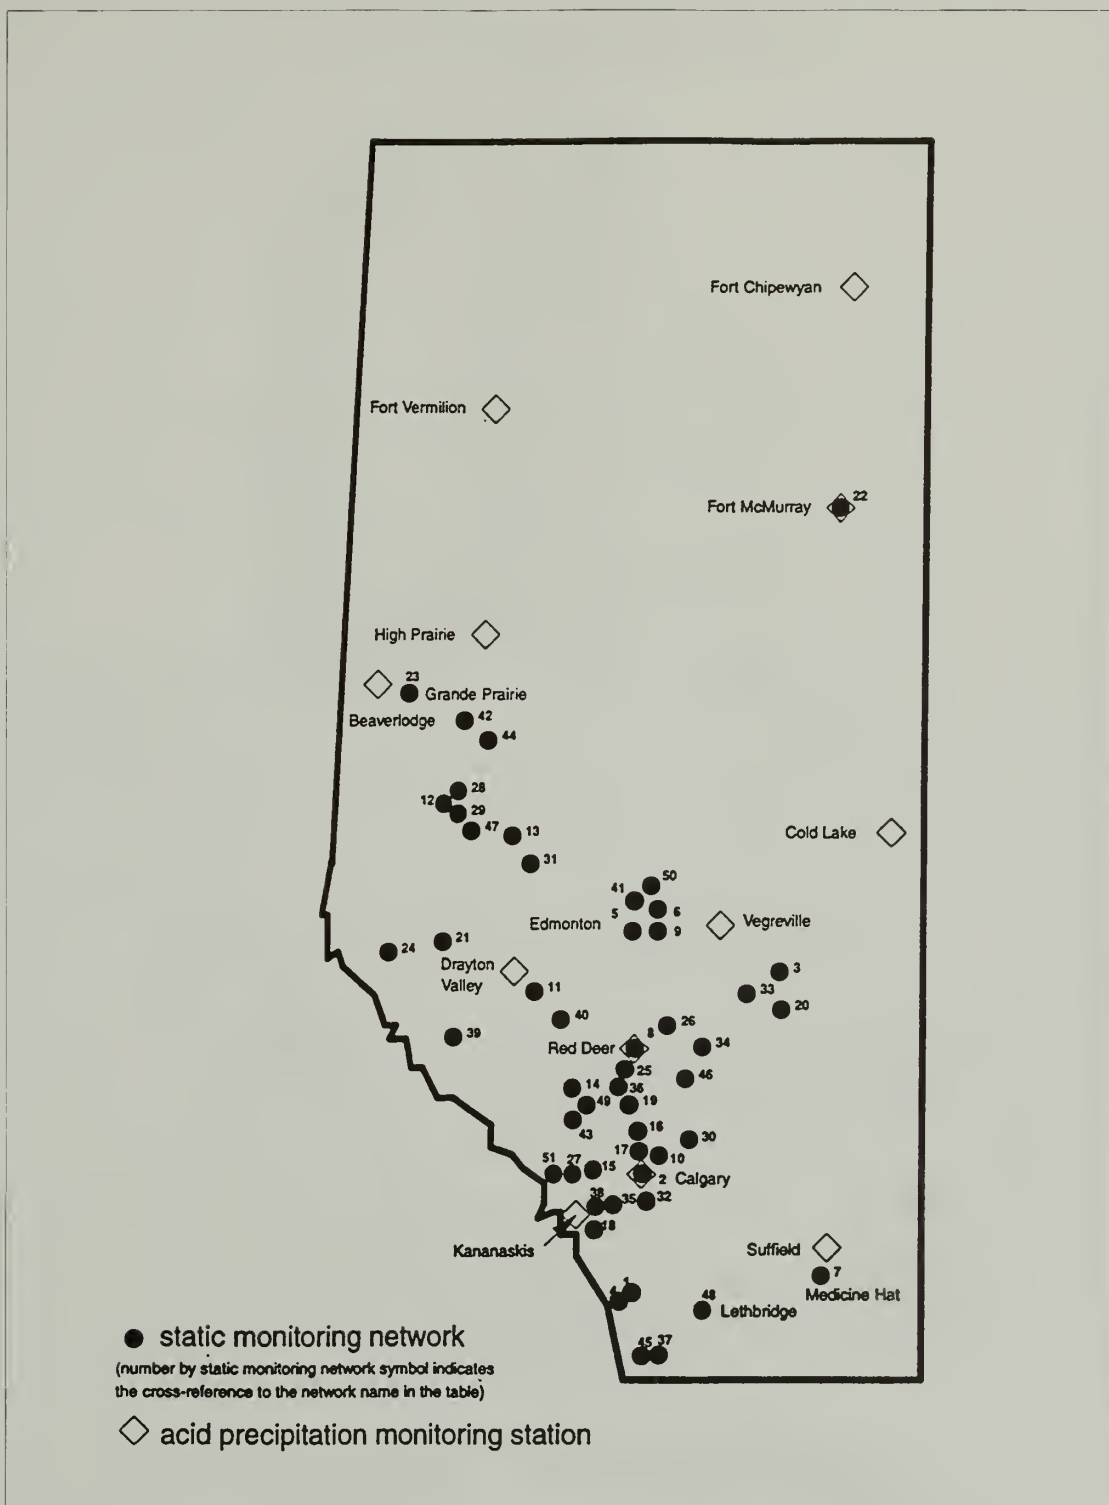 Fort Chipewyan
Fort Vermilion
22
Fort McMurray
High Prairie
23
Grande Prairie
Beaverlodge
42
44
28
12
29
47
13
31
Cold Lake
50
41
6
5
Edmonton
9
Vegreville
24
21
Drayton
Valley
11
3
33
20
40
26
39
8
Red Deer
34
25
46
14
36
49
19
43
16
30
17
10
51
27
15
2
Calgary
38
35
32
18
Kananaskis
Suffield
7
Medicine Hat
1
4
48
Lethbridge
45
37
static monitoring network
(number by static monitoring network symbol indicates
the cross-reference to the network name in the table)
acid precipitation monitoring station